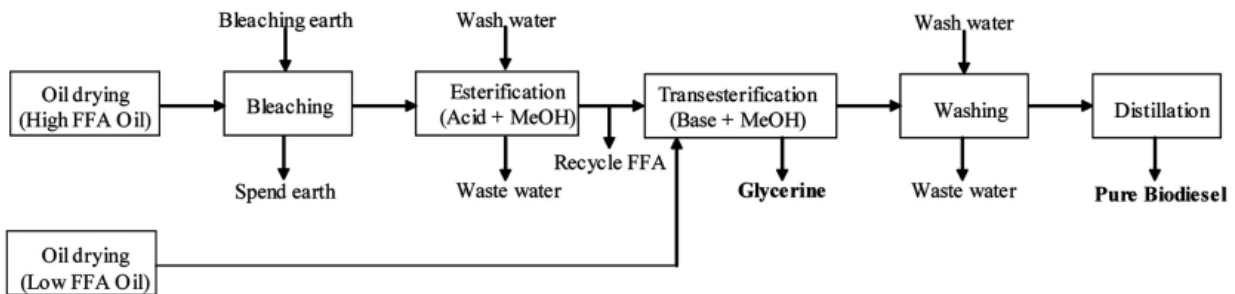 Bleaching earth
Wash water
Wash water
Oil drying
(High FFA Oil)
Bleaching
Esterification
(Acid + MeOH)
Transesterification
(Base + MeOH)
Washing
Distillation
Recycle FFA
Spend earth
Waste water
Glycerine
Waste water
Pure Biodiesel
Oil drying
(Low FFA Oil)